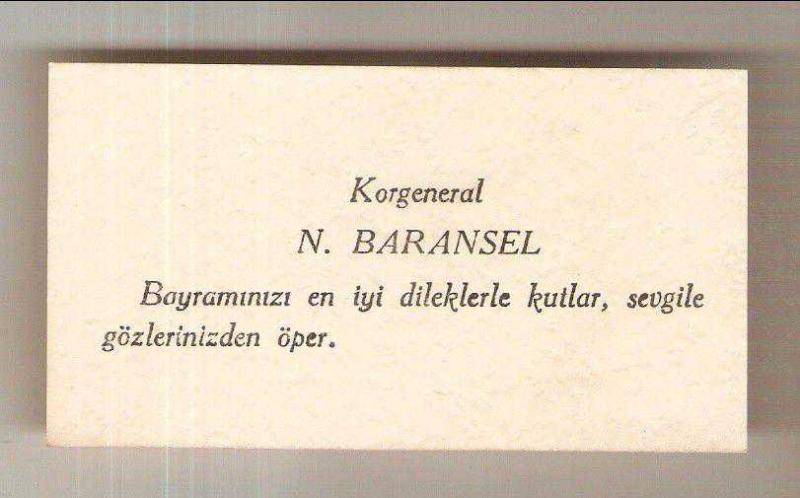 Korgeneral
N. BARANSEL
Bayramınızı en iyi dileklerle kutlar, sevgile
gözlerinizden öper.